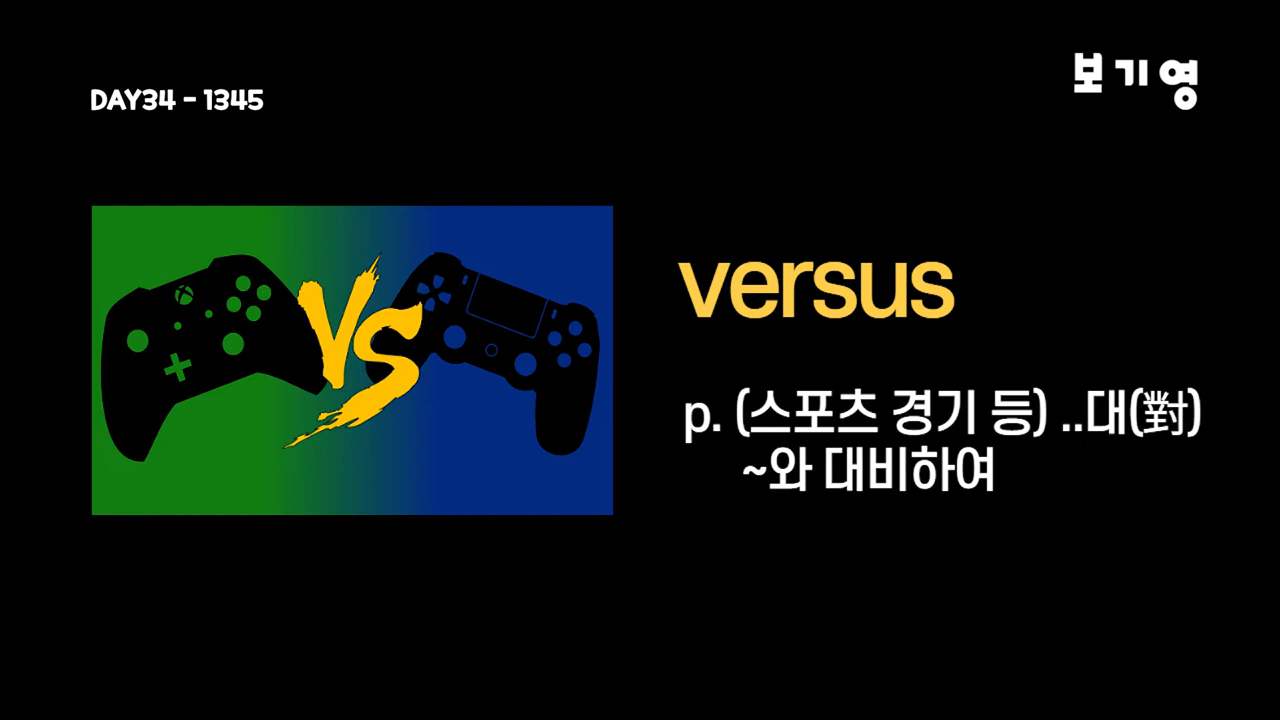 DAY34 - 1345
보기영
VS
versus
p. (스포츠 경기 등) ..대(對)
~와 대비하여